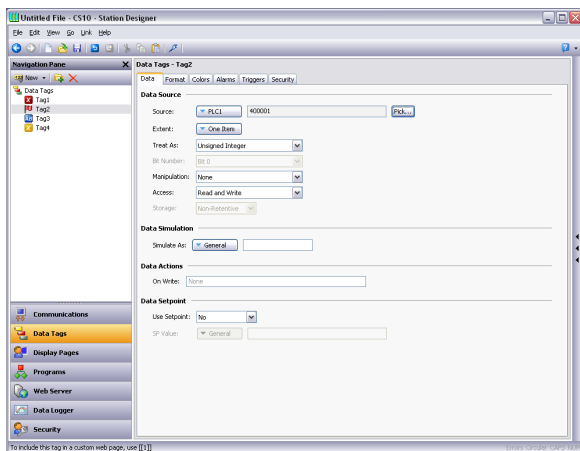 Untitled File - CS10 - Station Designer
File Edit View Go Link Help
Navigation Pane X
New
Data Tags
Tag1
Tag2
Tag3
Tag4
Communications
Data Tags
Display Pages
Programs
Web Server
Data Logger
Security
Data Tags - Tag2
Data Format Colors Alarms Triggers Security
Data Source
Source: PLC1 400001 Pick...
Extent: One Item
Treat As: Unsigned Integer
Bit Number: Bit 0
Manipulation: None
Access: Read and Write
Storage: Non-Retentive
Data Simulation
Simulate As: General
Data Actions
On Write: None
Data Setpoint
Use Setpoint: No
SP Value: General
To include this tag in a custom web page, use [[1]]
Errors Circular CAPS NUM